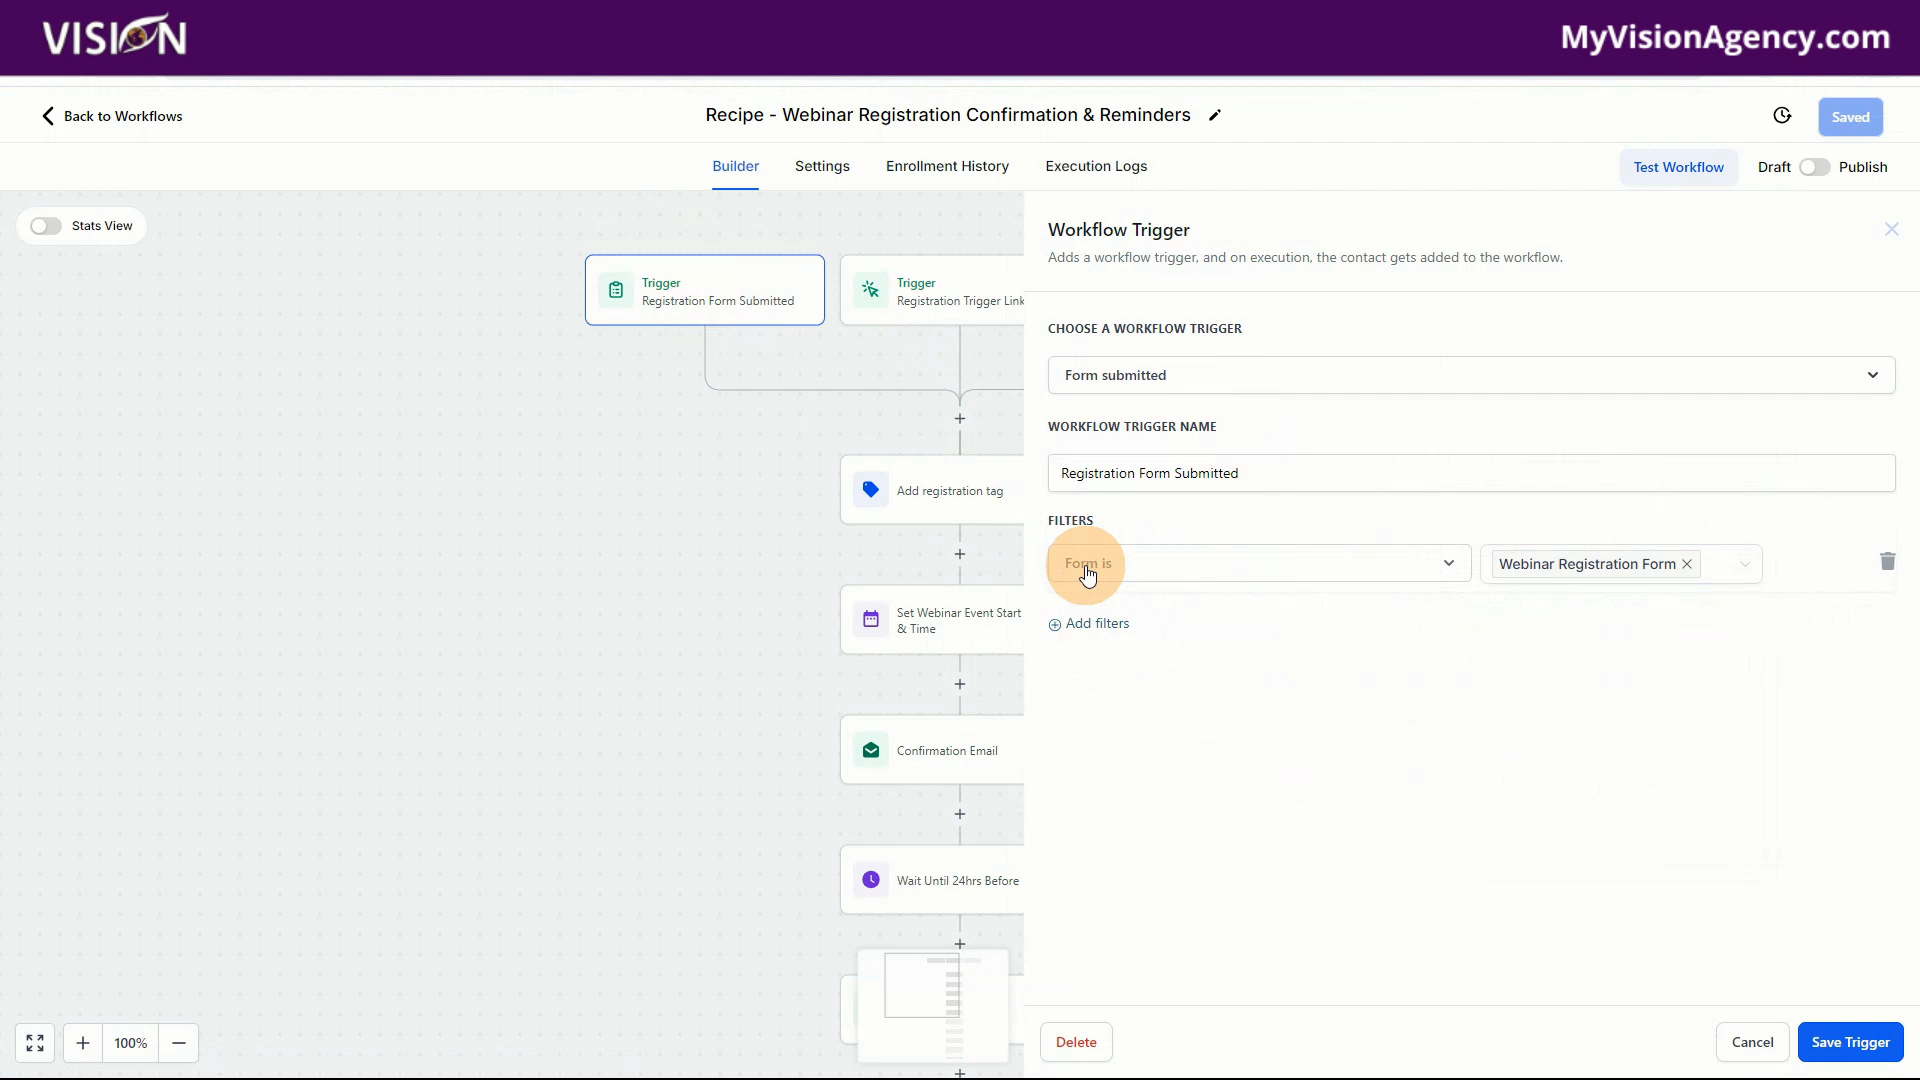 VISION
MyVisionAgency.com
Back to Workflows
Recipe - Webinar Registration Confirmation & Reminders
Saved
Builder
Settings
Enrollment History
Execution Logs
Test Workflow
Draft
Publish
Stats View
Trigger
Registration Form Submitted
Trigger
Registration Trigger Link
Add registration tag
Set Webinar Event Start
& Time
Confirmation Email
Wait Until 24hrs Before
100%
Workflow Trigger
Adds a workflow trigger, and on execution, the contact gets added to the workflow.
CHOOSE A WORKFLOW TRIGGER
Form submitted
WORKFLOW TRIGGER NAME
Registration Form Submitted
FILTERS
Form is
Webinar Registration Form
Add filters
Delete
Cancel
Save Trigger